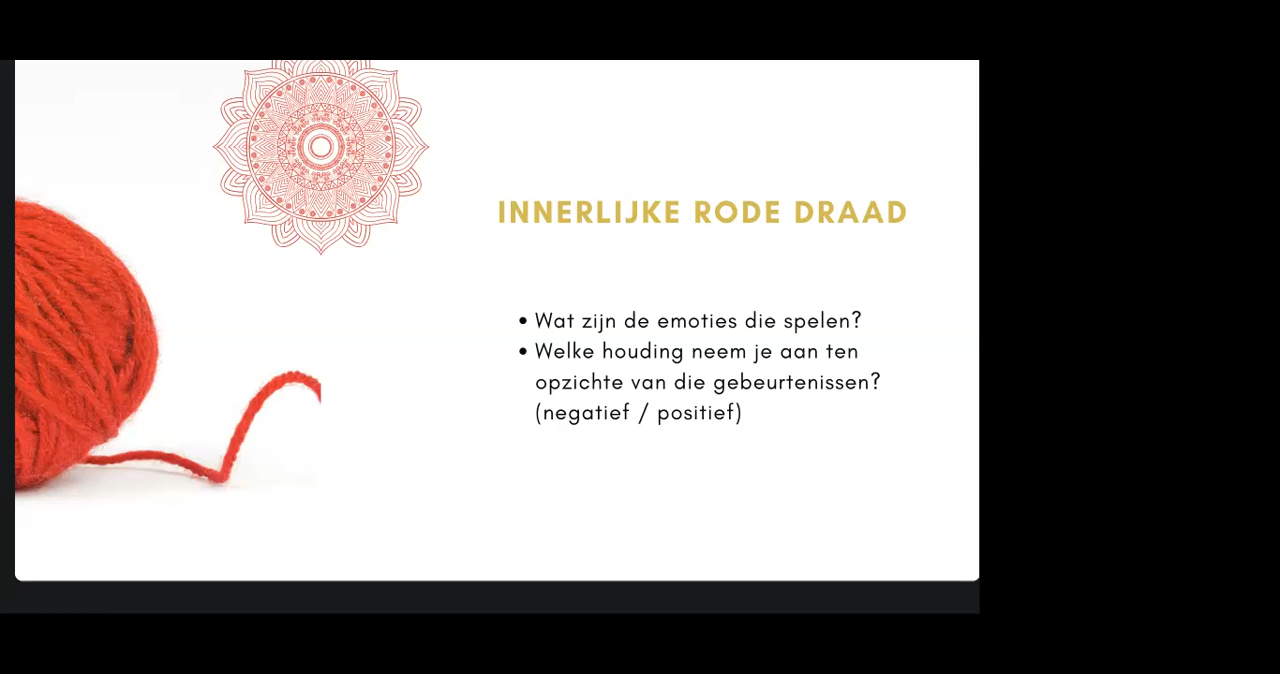 INNERLIJKE RODE DRAAD
• Wat zijn de emoties die spelen?
• Welke houding neem je aan ten
opzichte van die gebeurtenissen?
(negatief / positief)